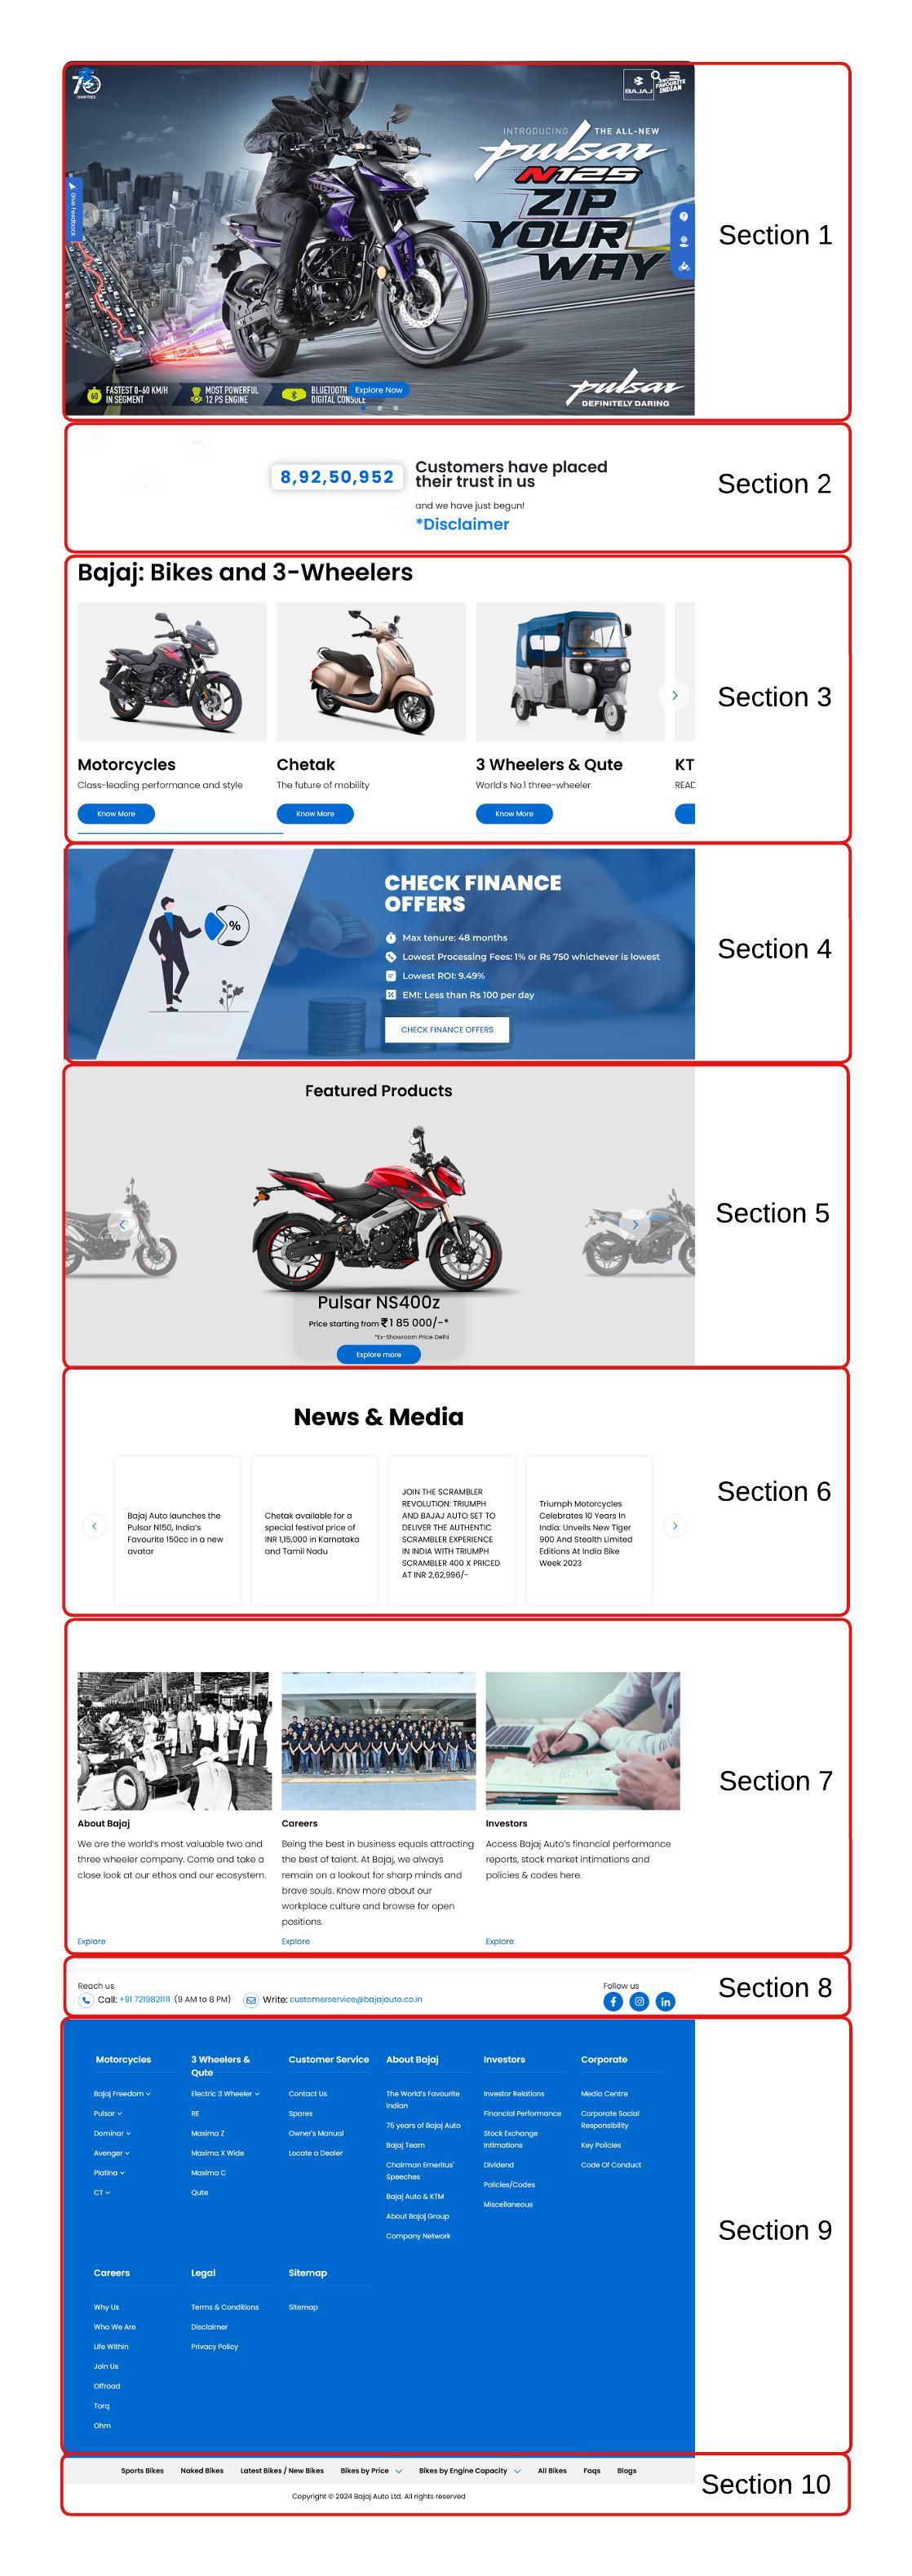 70
BAJAJ
THE WORLD'S
FAVOURITE
INDIAN
INTRODUCING THE ALL-NEW
pulsar
N125
ZIP
YOUR
WAY
Give feedback
60
FASTEST 0-60 KM/H
IN SEGMENT
MOST POWERFUL
12 PS ENGINE
BLUETOOTH
DIGITAL CONSOLE
Explore Now
pulsar
DEFINITELY DARING
Section 1
8,92,50,952
Customers have placed
their trust in us
and we have just begun!
*Disclaimer
Section 2
Bajaj: Bikes and 3-Wheelers
Motorcycles
Class-leading performance and style
Know More
Chetak
The future of mobility
Know More
3 Wheelers & Qute
World's No.1 three-wheeler
Know More
KT
READ
Section 3
%
CHECK FINANCE
OFFERS
Max tenure: 48 months
Lowest Processing Fees: 1% or Rs 750 whichever is lowest
Lowest ROI: 9.49%
EMI: Less than Rs 100 per day
CHECK FINANCE OFFERS
Section 4
Featured Products
Pulsar NS400z
Price starting from ₹1 85 000/-*
*Ex-Showroom Price Delhi
Explore more
Section 5
News & Media
Bajaj Auto launches the
Pulsar N150, India's
Favourite 150cc in a new
avatar
Chetak available for a
special festival price of
INR 1,15,000 in Karnataka
and Tamil Nadu
JOIN THE SCRAMBLER
REVOLUTION: TRIUMPH
AND BAJAJ AUTO SET TO
DELIVER THE AUTHENTIC
SCRAMBLER EXPERIENCE
IN INDIA WITH TRIUMPH
SCRAMBLER 400 X PRICED
AT INR 2,62,996/-
Triumph Motorcycles
Celebrates 10 Years In
India: Unveils New Tiger
900 And Stealth Limited
Editions At India Bike
Week 2023
Section 6
About Bajaj
We are the world's most valuable two and
three wheeler company. Come and take a
close look at our ethos and our ecosystem.
Explore
Careers
Being the best in business equals attracting
the best of talent. At Bajaj, we always
remain on a lookout for sharp minds and
brave souls. Know more about our
workplace culture and browse for open
positions.
Explore
Investors
Access Bajaj Auto's financial performance
reports, stock market intimations and
policies & codes here.
Explore
Section 7
Reach us
Call: +91 7219821111 (9 AM to 8 PM) Write: customerservice@bajajauto.co.in
Follow us
Section 8
Motorcycles
Bajaj Freedom
Pulsar
Dominar
Avenger
Platina
CT
3 Wheelers &
Qute
Electric 3 Wheeler
RE
Maxima Z
Maxima X Wide
Maxima C
Qute
Customer Service
Contact Us
Spares
Owner's Manual
Locate a Dealer
About Bajaj
The World's Favourite
Indian
75 years of Bajaj Auto
Bajaj Team
Chairman Emeritus'
Speeches
Bajaj Auto & KTM
About Bajaj Group
Company Network
Investors
Investor Relations
Financial Performance
Stock Exchange
Intimations
Dividend
Policies/Codes
Miscellaneous
Corporate
Media Centre
Corporate Social
Responsibility
Key Policies
Code Of Conduct
Careers
Why Us
Who We Are
Life Within
Join Us
Offroad
Torq
Ohm
Legal
Terms & Conditions
Disclaimer
Privacy Policy
Sitemap
Sitemap
Section 9
Sports Bikes Naked Bikes Latest Bikes / New Bikes Bikes by Price Bikes by Engine Capacity All Bikes Faqs Blogs
Copyright © 2024 Bajaj Auto Ltd. All rights reserved
Section 10